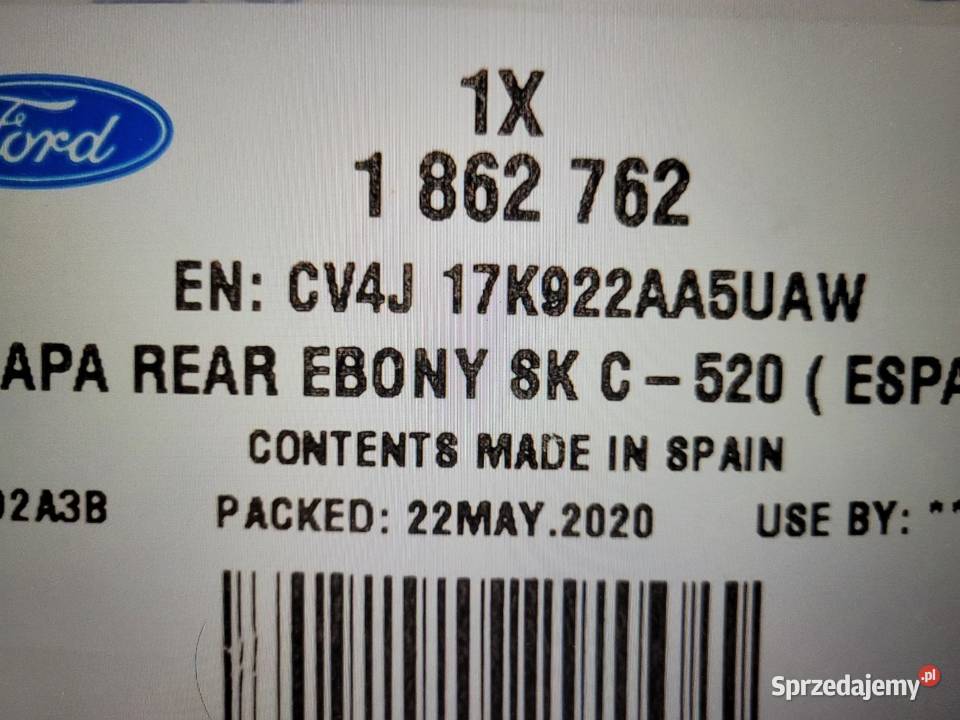 Ford
1X
1 862 762
EN: CV4J 17K922AA5UAW
APA REAR EBONY SK C-520 ( ESPA
CONTENTS MADE IN SPAIN
02A3B PACKED: 22MAY.2020 USE BY: **
Sprzedajemy.pl